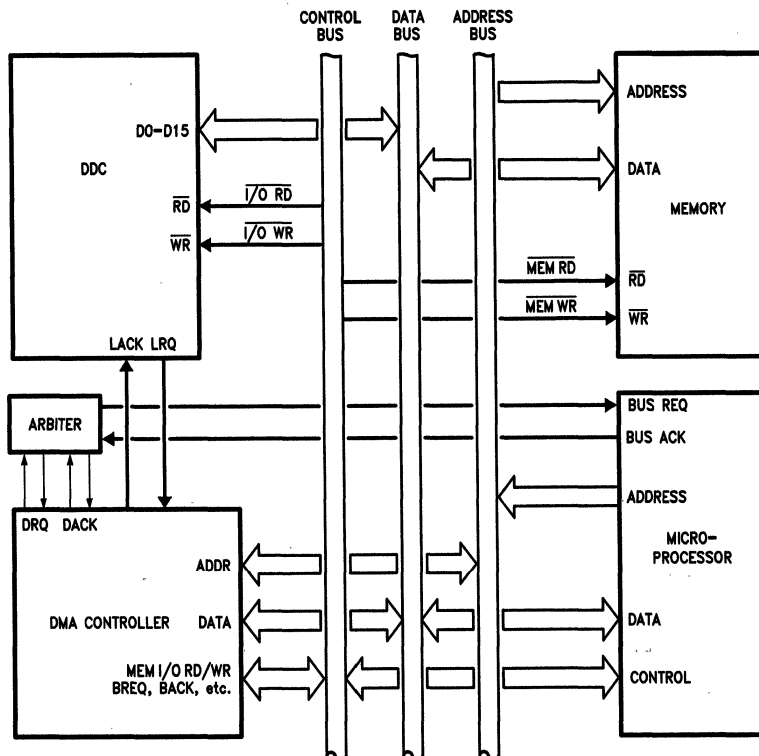 CONTROL BUS
DATA BUS
ADDRESS BUS
D0-D15
DDC
RD
I/O RD
WR
I/O WR
LACK LRQ
ADDRESS
DATA
MEMORY
MEM RD
RD
MEM WR
WR
ARBITER
BUS REQ
BUS ACK
DRQ DACK
ADDRESS
MICRO-
PROCESSOR
ADDR
DMA CONTROLLER
DATA
DATA
MEM I/O RD/WR
BREQ, BACK, etc.
CONTROL